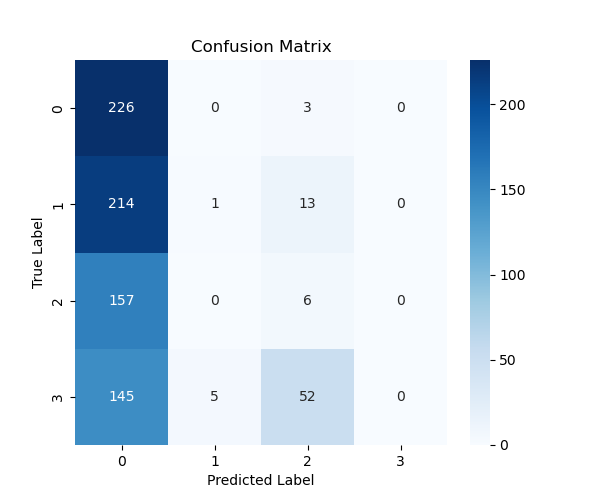 Confusion Matrix
True Label
0 226 0 3 0
1 214 1 13 0
2 157 0 6 0
3 145 5 52 0
0 1 2 3
Predicted Label
200
150
100
50
0